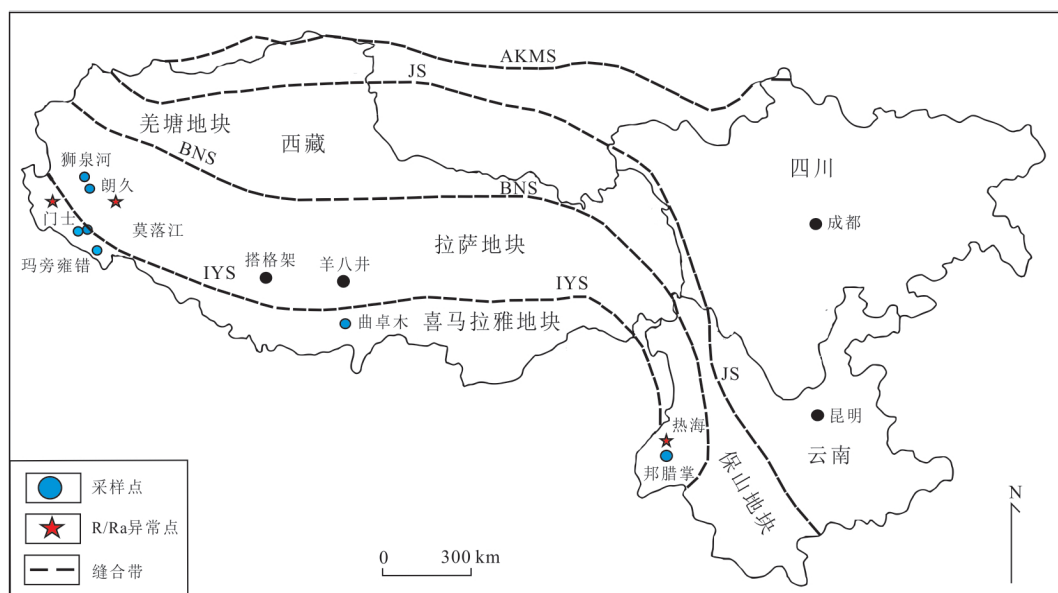 AKMS
JS
羌塘地块
西藏
BNS
四川
狮泉河
朗久
BNS
成都
门士
莫落江
拉萨地块
玛旁雍错
IYS
搭格架
羊八井
IYS
曲卓木
喜马拉雅地块
JS
昆明
热海
云南
邦腊掌
保山地块
采样点
R/Ra异常点
缝合带
0
300 km
N